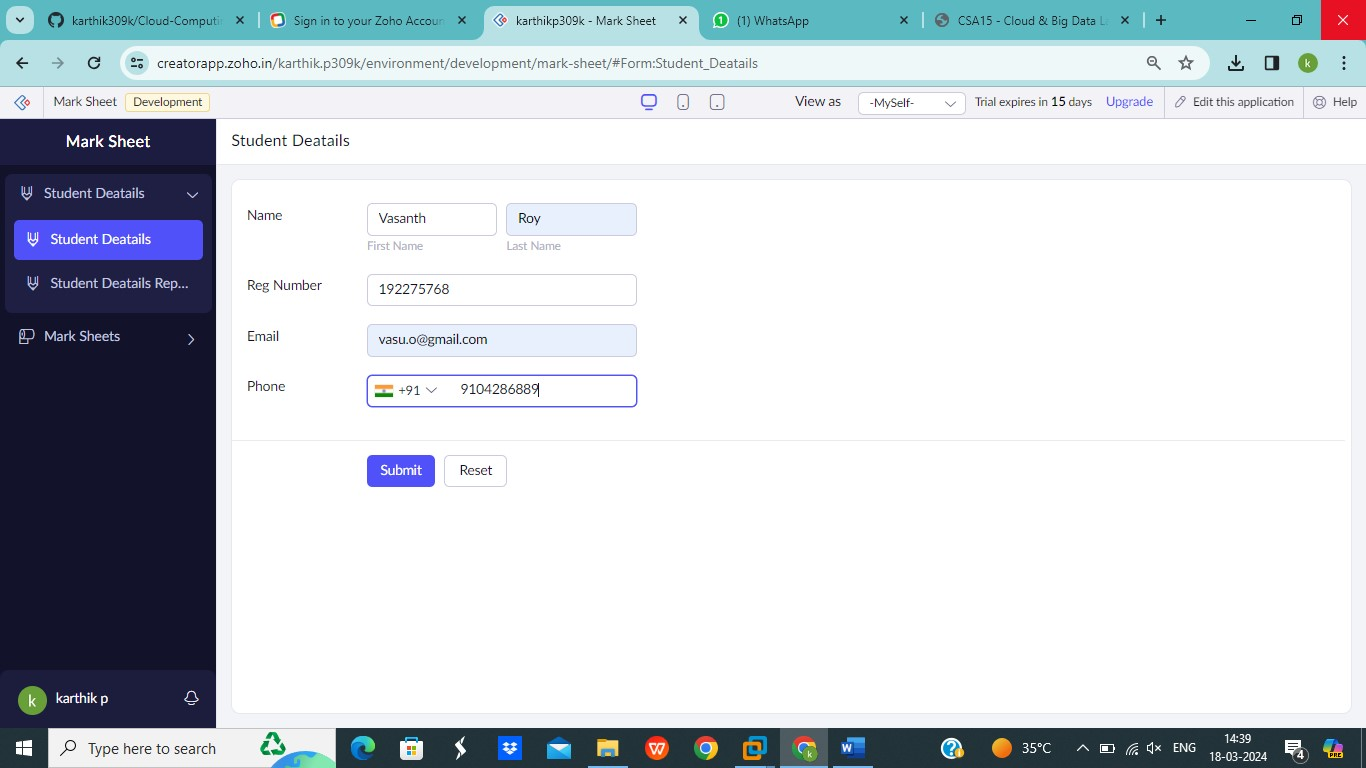 karthik309k/Cloud-Computi
Sign in to your Zoho Accoun
karthikp309k - Mark Sheet
(1) WhatsApp
CSA15 - Cloud & Big Data La
creatorapp.zoho.in/karthik.p309k/environment/development/mark-sheet/#Form:Student_Deatails
k
Mark Sheet
Development
View as
-MySelf-
Trial expires in 15 days
Upgrade
Edit this application
Help
Mark Sheet
Student Deatails
Student Deatails
Student Deatails
Student Deatails Rep...
Mark Sheets
Name
Vasanth
Roy
First Name
Last Name
Reg Number
192275768
Email
vasu.o@gmail.com
Phone
+91
9104286889
Submit
Reset
k
karthik p
Type here to search
35°C
ENG
14:39
18-03-2024
4
PRE